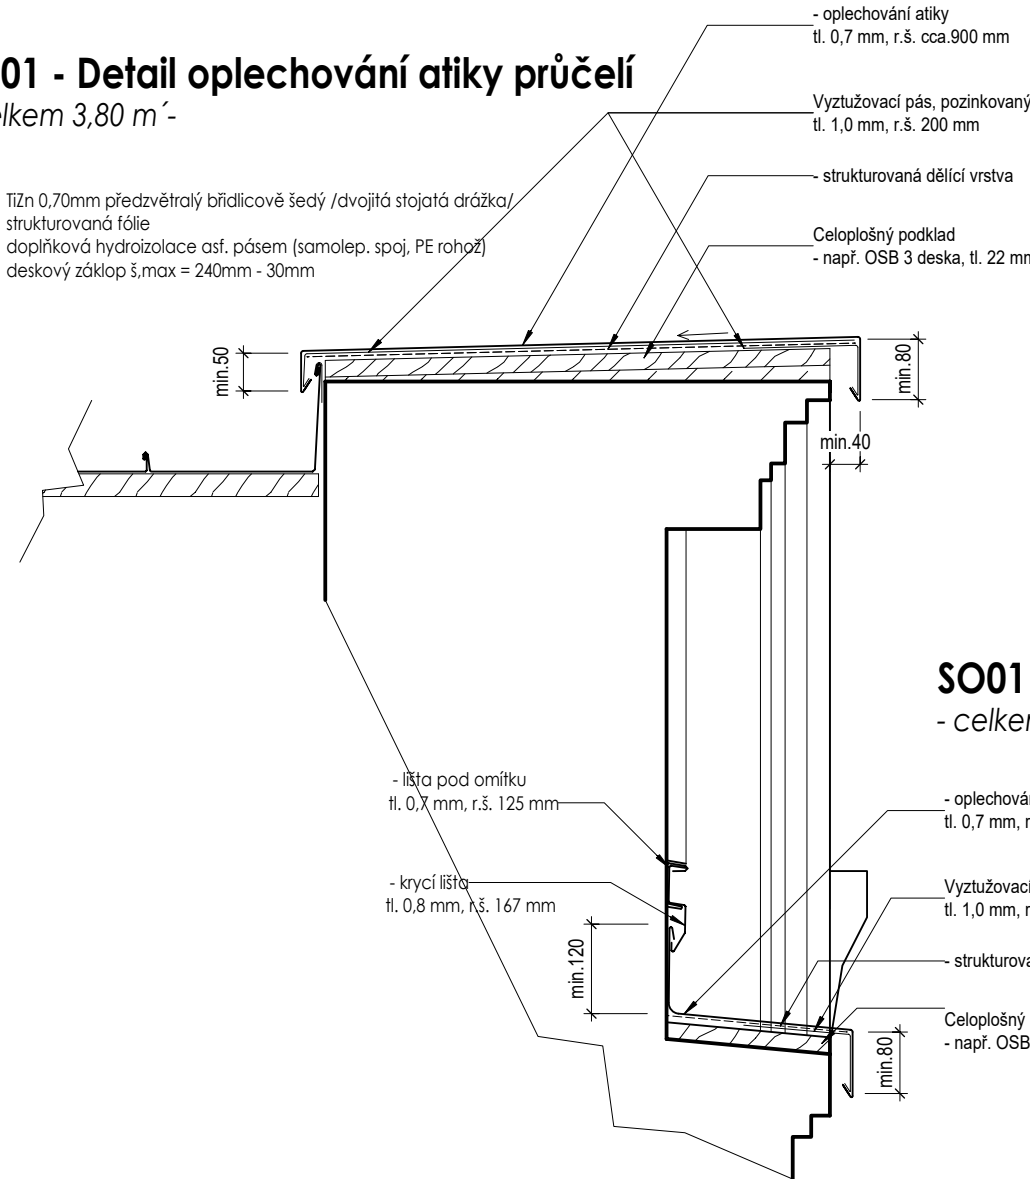 01 - Detail oplechování atiky průčelí
elkem 3,80 m´-
TiZn 0,70mm předzvětralý břidlicově šedý /dvojitá stojatá drážka/
strukturovaná fólie
doplňková hydroizolace asf. pásem (samolep. spoj, PE rohož)
deskový záklop š,max = 240mm - 30mm
- oplechování atiky
tl. 0,7 mm, r.š. cca.900 mm
Vyztužovací pás, pozinkovaný
tl. 1,0 mm, r.š. 200 mm
- strukturovaná dělící vrstva
Celoplošný podklad
- např. OSB 3 deska, tl. 22 mm
min.50
min.80
min.40
SO01
- celkem
- lišta pod omítku
tl. 0,7 mm, r.š. 125 mm
- krycí lišta
tl. 0,8 mm, r.š. 167 mm
min.120
- oplechován
tl. 0,7 mm, r
Vyztužovací
tl. 1,0 mm, r
- strukturova
Celoplošný
- např. OSB
min.80